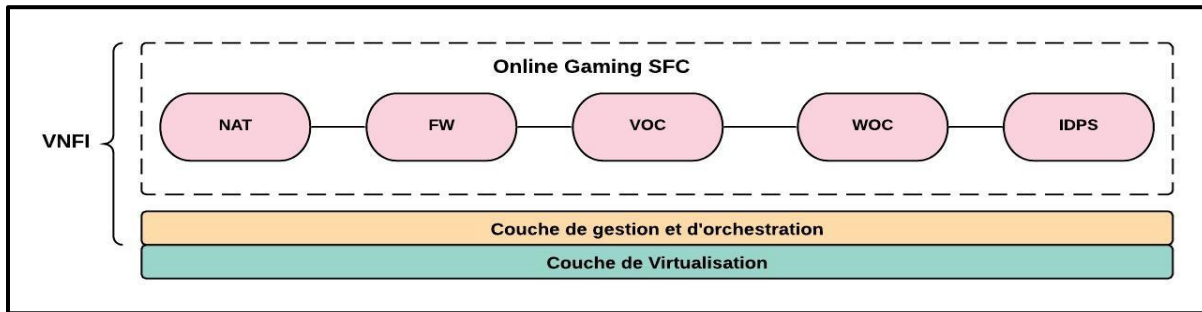 Online Gaming SFC
VNFI
NAT FW VOC WOC IDPS
Couche de gestion et d'orchestration
Couche de Virtualisation